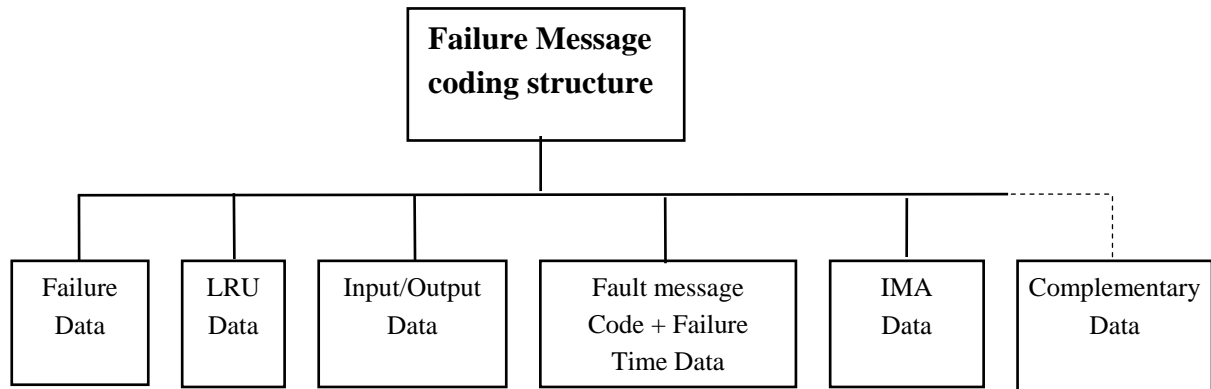 Failure Message
coding structure
Failure
Data
LRU
Data
Input/Output
Data
Fault message
Code + Failure
Time Data
IMA
Data
Complementary
Data